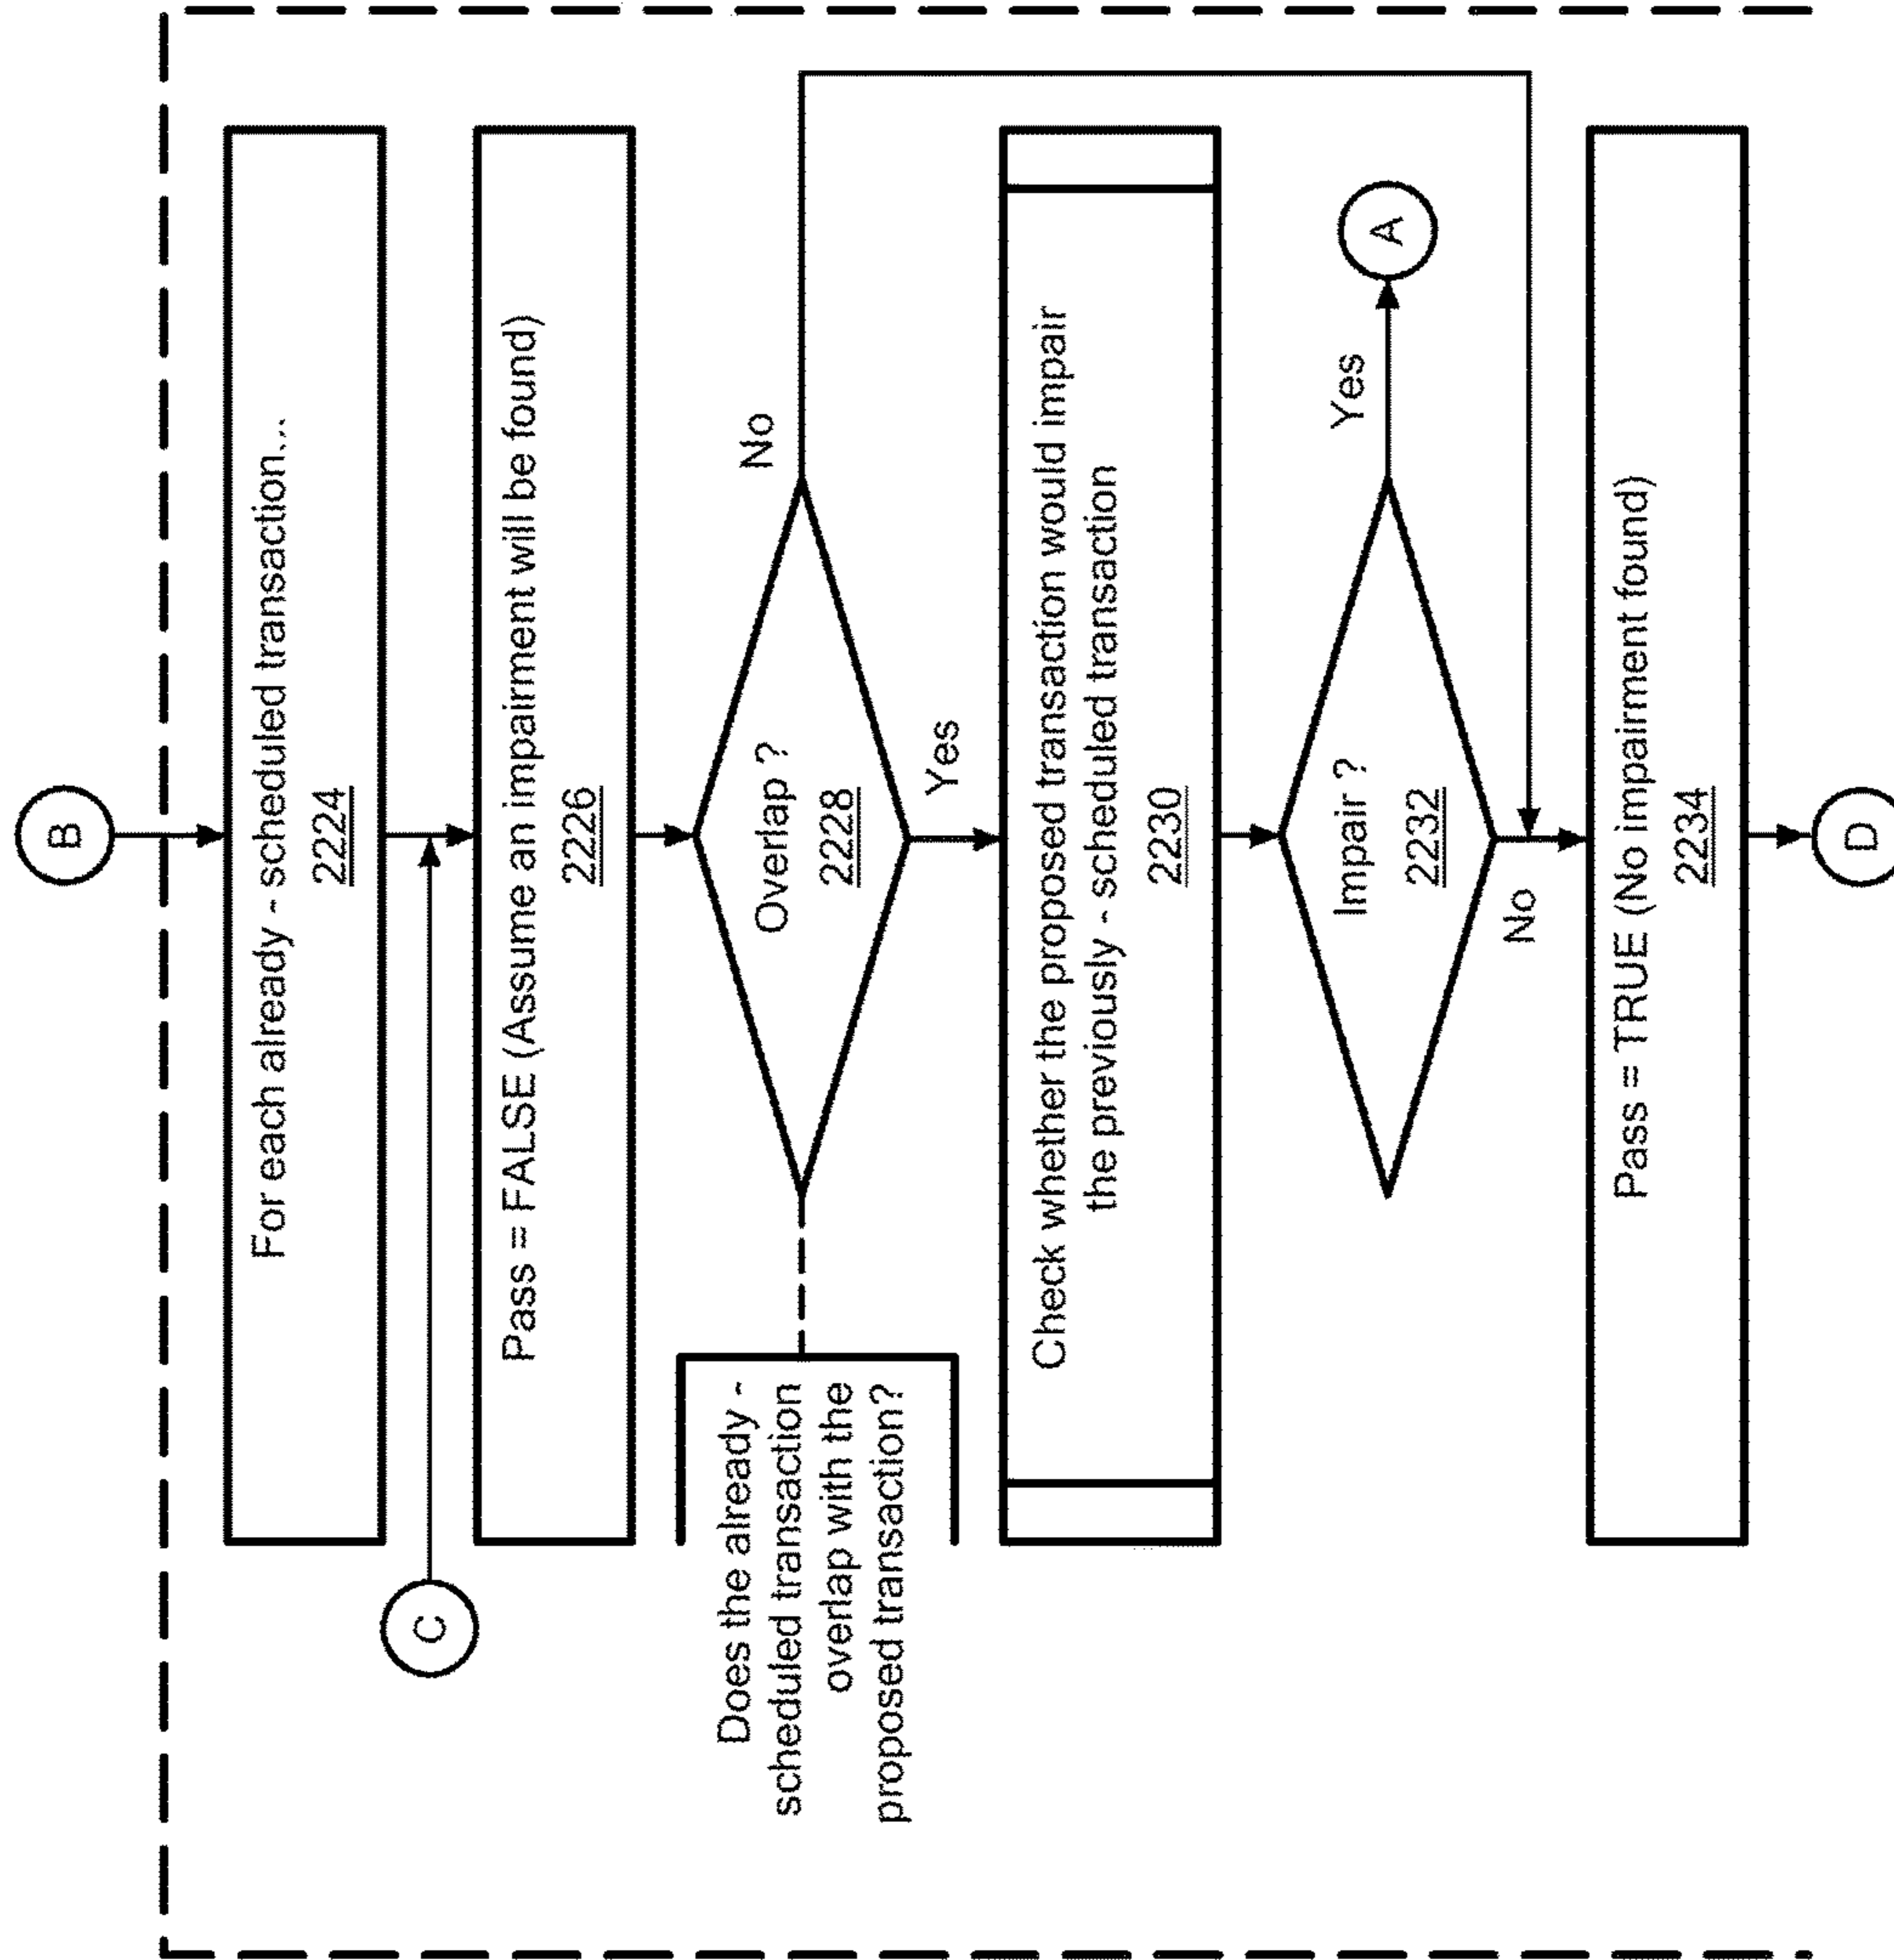 B
For each already - scheduled transaction...
2224
C
Pass = FALSE (Assume an impairment will be found)
2226
Does the already -
scheduled transaction
overlap with the
proposed transaction?
Overlap ?
2228
No
Yes
Check whether the proposed transaction would impair
the previously - scheduled transaction
2230
Impair ?
2232
Yes
A
No
Pass = TRUE (No impairment found)
2234
D